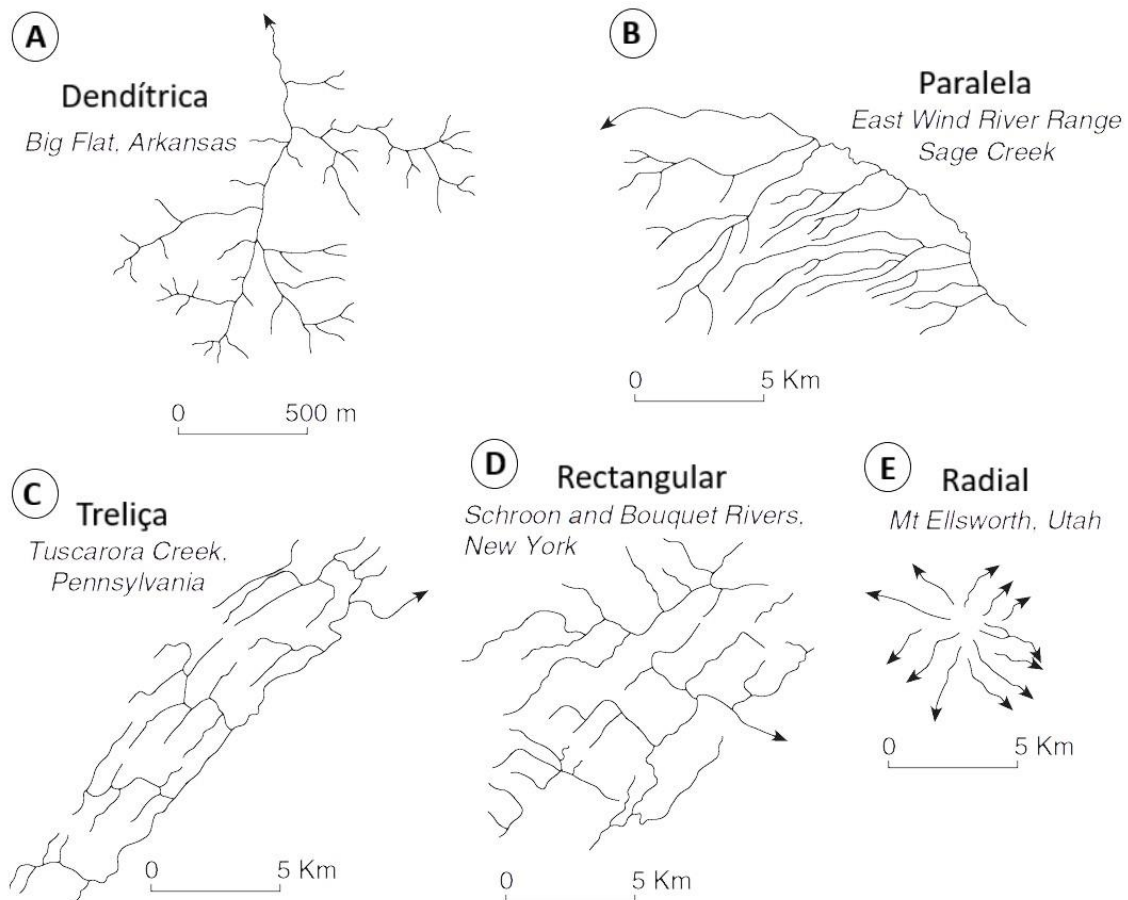 A
Dendítrica
Big Flat, Arkansas
0 500 m
B
Paralela
East Wind River Range
Sage Creek
0 5 Km
C
Treliça
Tuscarora Creek,
Pennsylvania
0 5 Km
D
Rectangular
Schroon and Bouquet Rivers,
New York
0 5 Km
E
Radial
Mt Ellsworth, Utah
0 5 Km